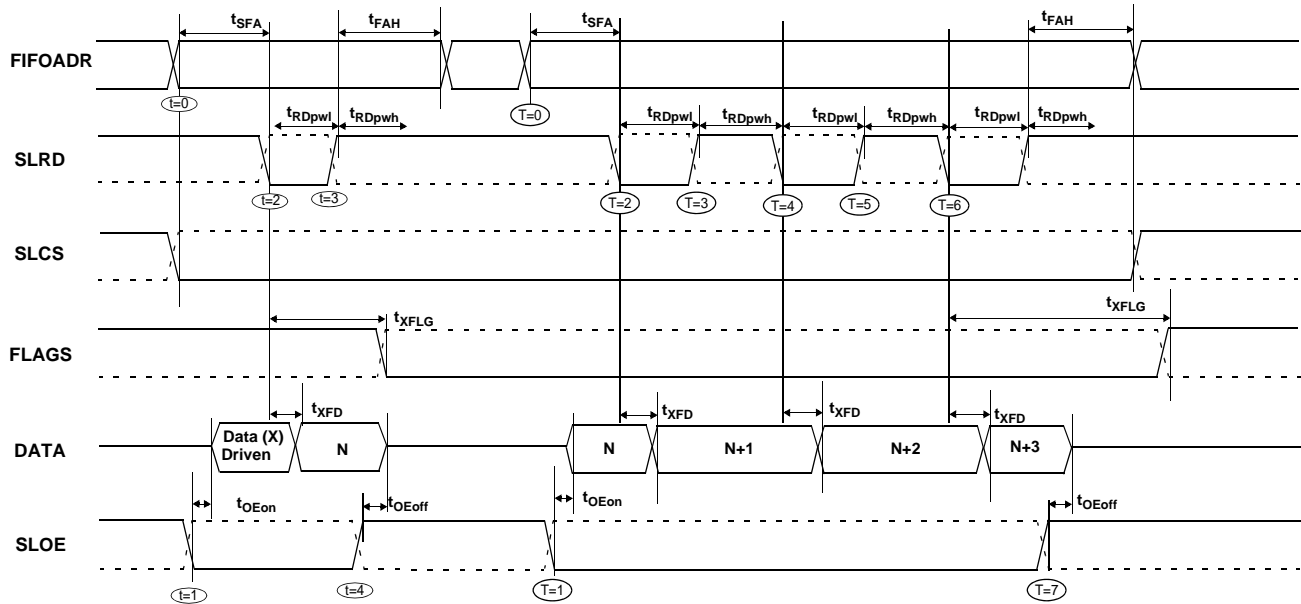 tSFA tFAH tSFA tFAH
FIFOADR
t=0 T=0
tRDpwl tRDpwh tRDpwl tRDpwh tRDpwl tRDpwh tRDpwl tRDpwh
SLRD
t=2 t=3 T=2 T=3 T=4 T=5 T=6
SLCS
tXFLG tXFLG
FLAGS
tXFD tXFD tXFD tXFD
DATA
Data (X)
Driven
N N N+1 N+2 N+3
tOEon tOEoff tOEon tOEoff
SLOE
t=1 t=4 T=1 T=7